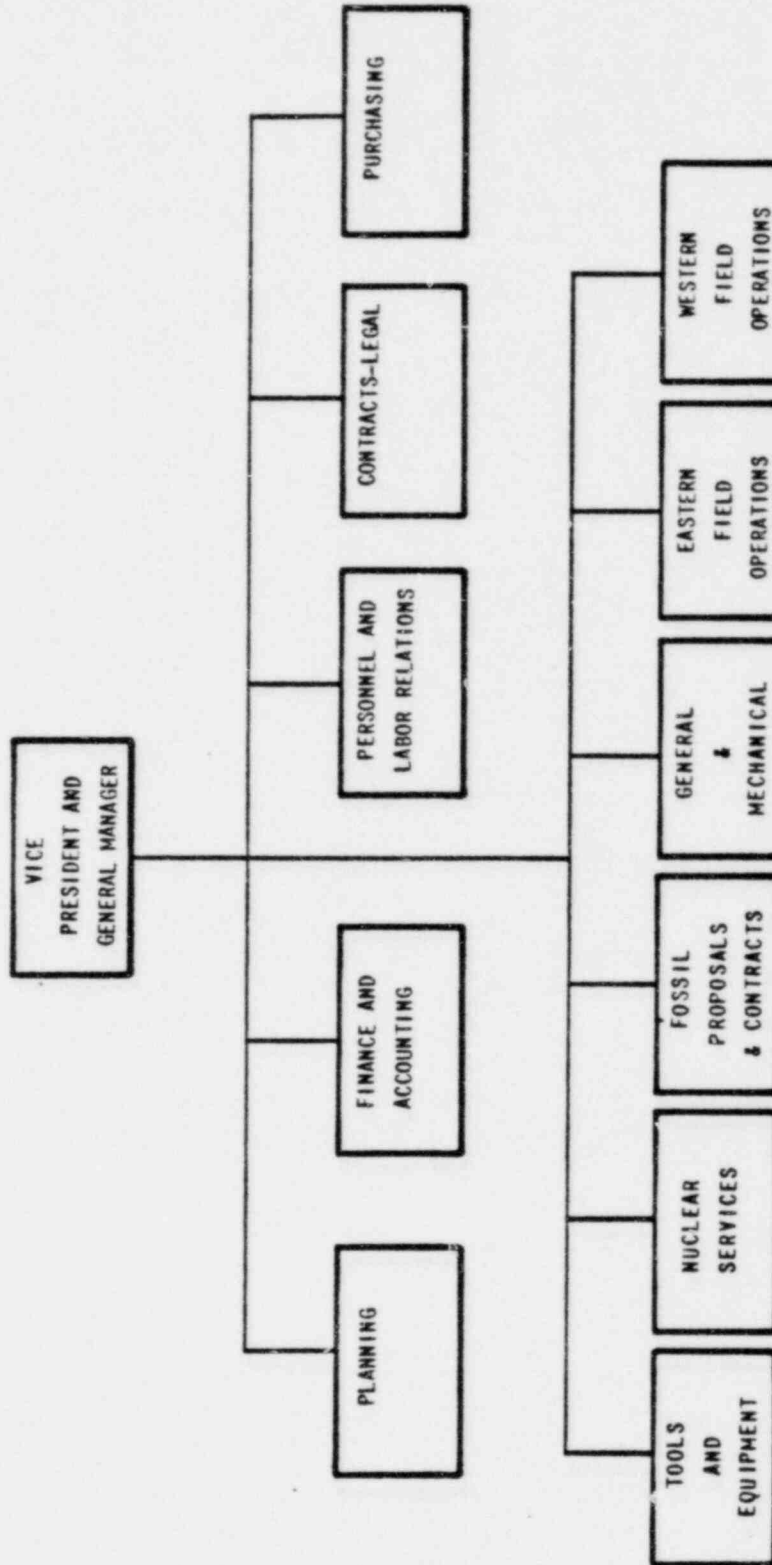 VICE
PRESIDENT AND
GENERAL MANAGER
PLANNING
FINANCE AND
ACCOUNTING
PERSONNEL AND
LABOR RELATIONS
CONTRACTS-LEGAL
PURCHASING
TOOLS
AND
EQUIPMENT
NUCLEAR
SERVICES
FOSSIL
PROPOSALS
& CONTRACTS
GENERAL
&
MECHANICAL
EASTERN
FIELD
OPERATIONS
WESTERN
FIELD
OPERATIONS